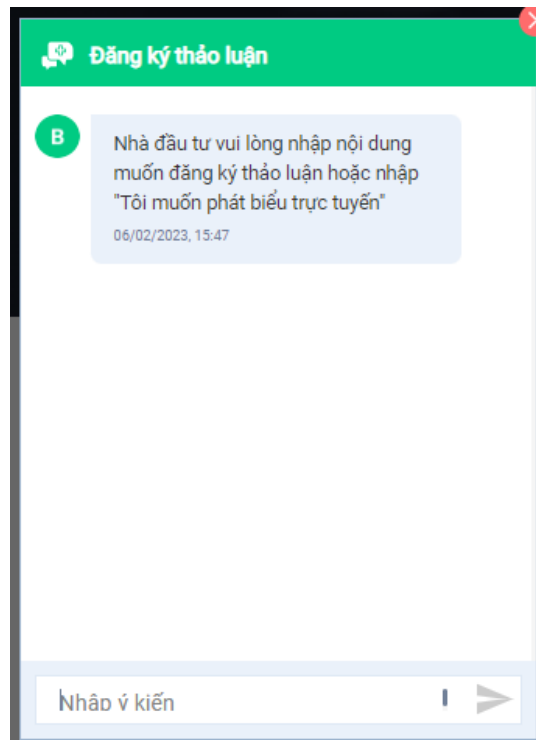 Đăng ký thảo luận
B
Nhà đầu tư vui lòng nhập nội dung
muốn đăng ký thảo luận hoặc nhập
"Tôi muốn phát biểu trực tuyến"
06/02/2023, 15:47
Nhập ý kiến